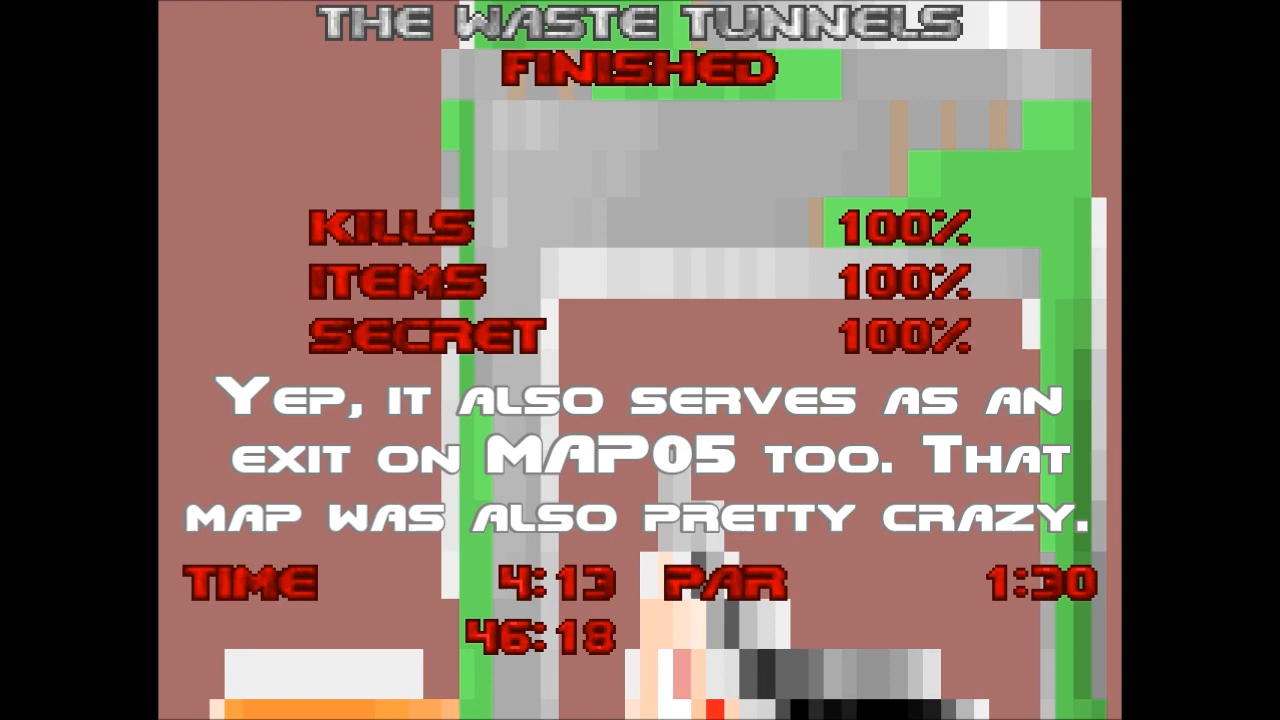 THE WASTE TUNNELS
FINISHED
KILLS 100%
ITEMS 100%
SECRET 100%
Yep, it also serves as an
exit on MAP05 too. That
map was also pretty crazy.
TIME 4:13 PAR 1:30
46:18